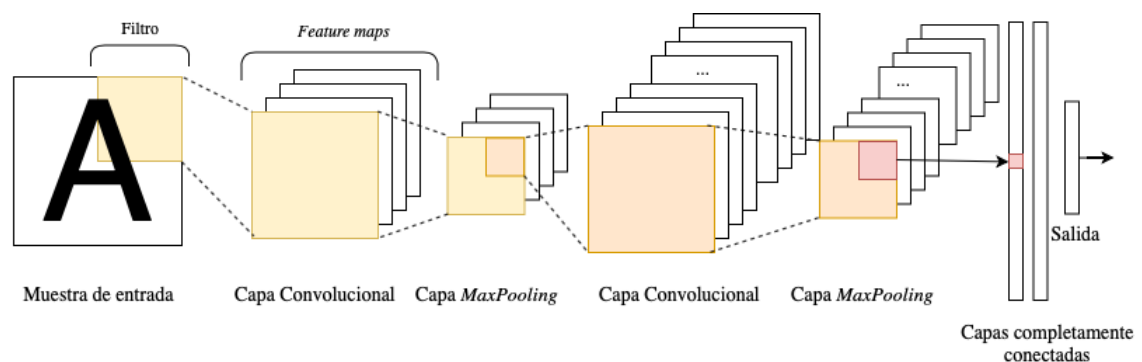 Filtro
Feature maps
A
...
...
Salida
Muestra de entrada
Capa Convolucional
Capa MaxPooling
Capa Convolucional
Capa MaxPooling
Capas completamente
conectadas